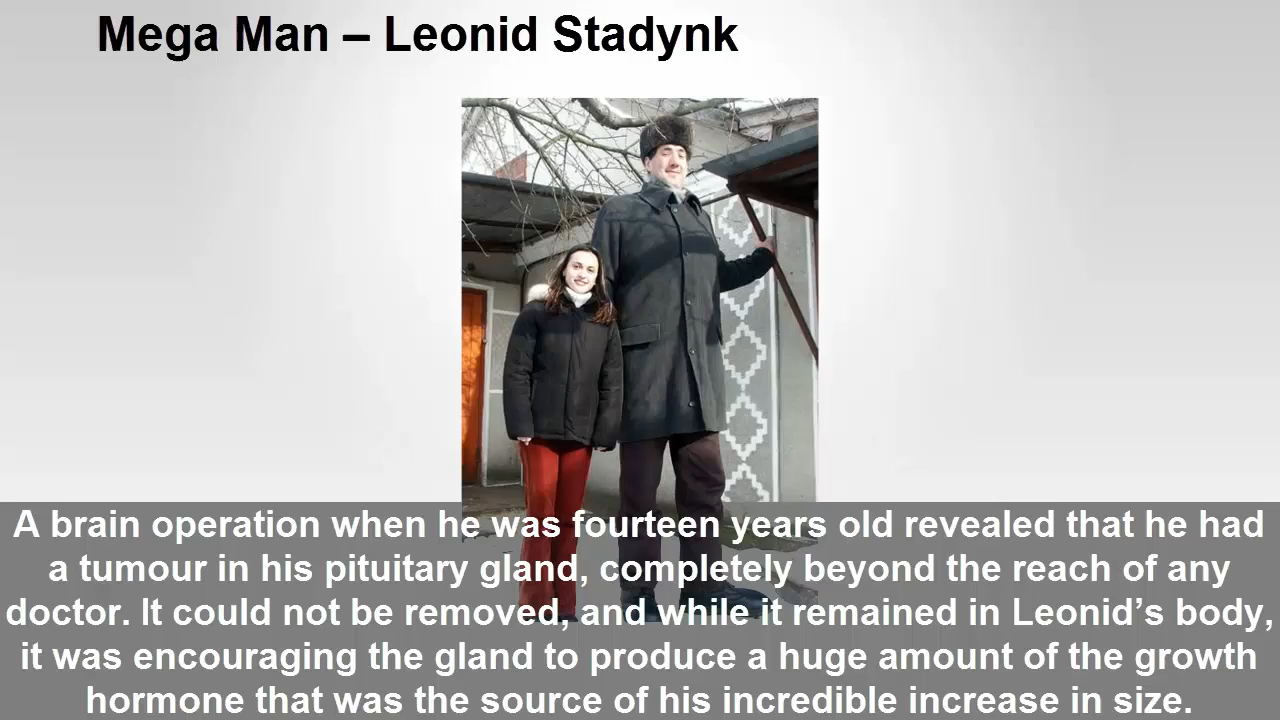 Mega Man – Leonid Stadynk
A brain operation when he was fourteen years old revealed that he had
a tumour in his pituitary gland, completely beyond the reach of any
doctor. It could not be removed, and while it remained in Leonid’s body,
it was encouraging the gland to produce a huge amount of the growth
hormone that was the source of his incredible increase in size.